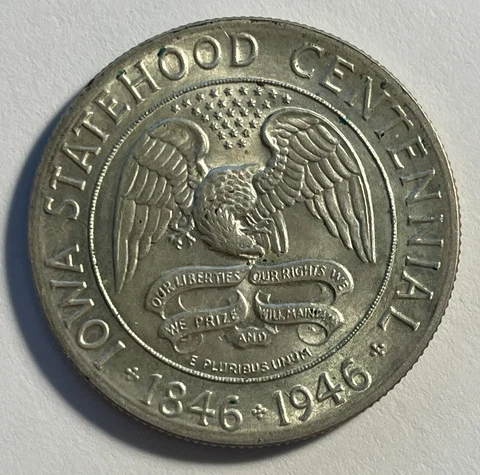 IOWA STATEHOOD CENTENNIAL
OUR LIBERTIES OUR RIGHTS WE
WE PRIZE AND WILL MAINTAIN
E PLURIBUS UNUM
1846 1946